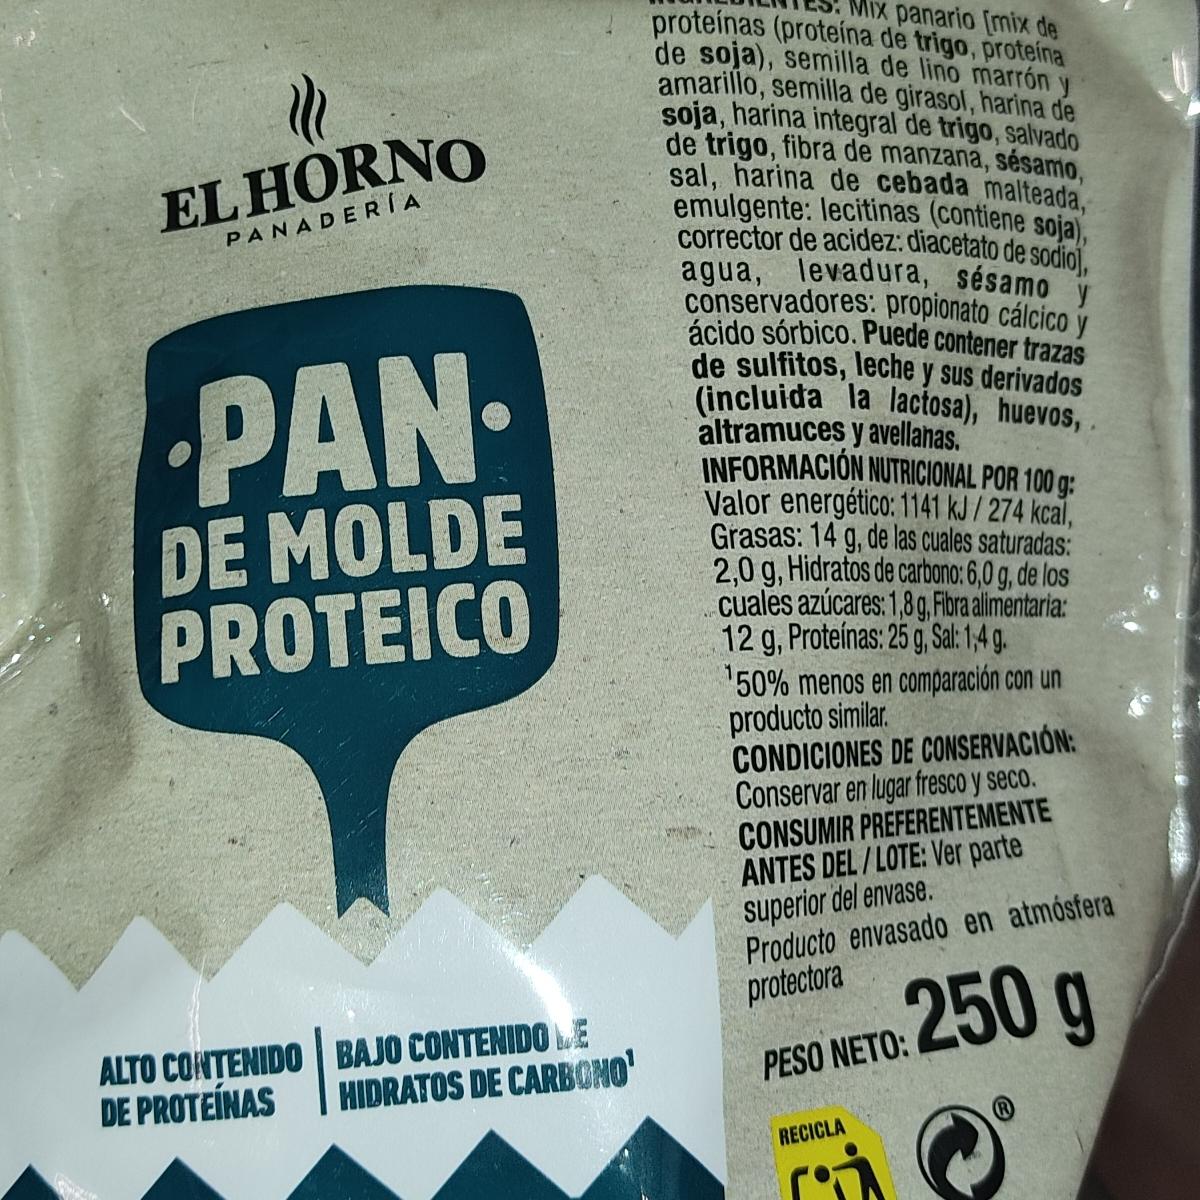 EL HORNO
PANADERÍA
·PAN·
DE MOLDE
PROTEICO
ALTO CONTENIDO
DE PROTEÍNAS
BAJO CONTENIDO DE
HIDRATOS DE CARBONO¹
INGREDIENTES: Mix panario [mix de
proteínas (proteína de trigo, proteína
de soja), semilla de lino marrón y
amarillo, semilla de girasol, harina de
soja, harina integral de trigo, salvado
de trigo, fibra de manzana, sésamo,
sal, harina de cebada malteada,
emulgente: lecitinas (contiene soja),
corrector de acidez: diacetato de sodio],
agua, levadura, sésamo y
conservadores: propionato cálcico y
ácido sórbico. Puede contener trazas
de sulfitos, leche y sus derivados
(incluida la lactosa), huevos,
altramuces y avellanas.
INFORMACIÓN NUTRICIONAL POR 100 g:
Valor energético: 1141 kJ / 274 kcal,
Grasas: 14 g, de las cuales saturadas:
2,0 g, Hidratos de carbono: 6,0 g, de los
cuales azúcares: 1,8 g, Fibra alimentaria:
12 g, Proteínas: 25 g, Sal: 1,4 g.
¹50% menos en comparación con un
producto similar.
CONDICIONES DE CONSERVACIÓN:
Conservar en lugar fresco y seco.
CONSUMIR PREFERENTEMENTE
ANTES DEL / LOTE: Ver parte
superior del envase.
Producto envasado en atmósfera
protectora
PESO NETO: 250 g
RECICLA
®